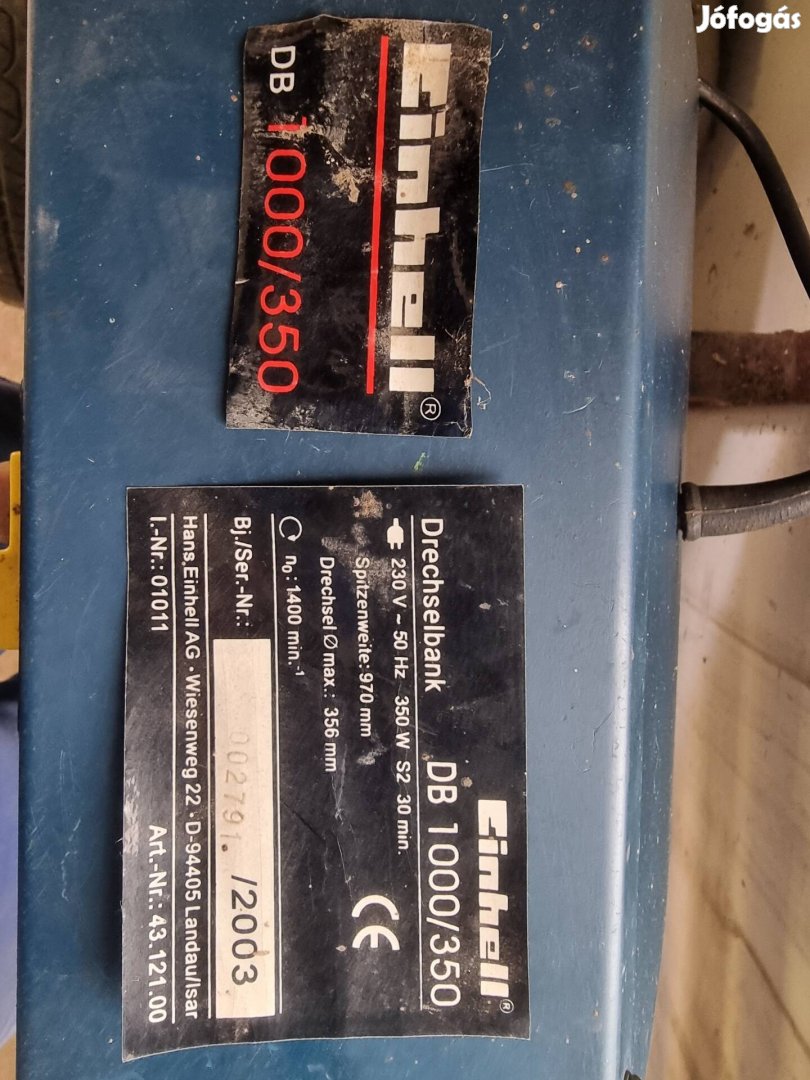 Jófogás
Einhell®
DB 1000/350
Einhell®
Drechselbank DB 1000/350
230 V ~ 50 Hz 350 W S2 30 min.
Spitzenweite: 970 mm
Drechsel Ø max.: 356 mm
CE
n₀: 1400 min.⁻¹
Bj./Ser.-Nr.: 002791. /2003
Hans Einhell AG · Wiesenweg 22 · D-94405 Landau/Isar
I.-Nr.: 01011 Art.-Nr.: 43.121.00